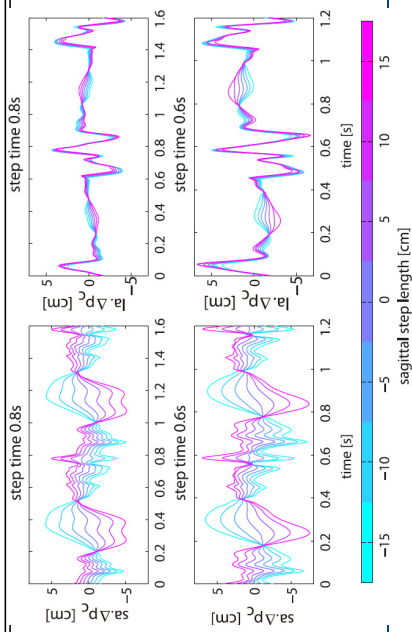 step time 0.8s
sa.Δp_C [cm]
5
0
−5
0 0.2 0.4 0.6 0.8 1 1.2 1.4 1.6
step time 0.8s
la.Δp_C [cm]
5
0
−5
0 0.2 0.4 0.6 0.8 1 1.2 1.4 1.6
step time 0.6s
sa.Δp_C [cm]
5
0
−5
0 0.2 0.4 0.6 0.8 1 1.2
time [s]
step time 0.6s
la.Δp_C [cm]
5
0
−5
0 0.2 0.4 0.6 0.8 1 1.2
time [s]
−15 −10 −5 0 5 10 15
sagittal step length [cm]